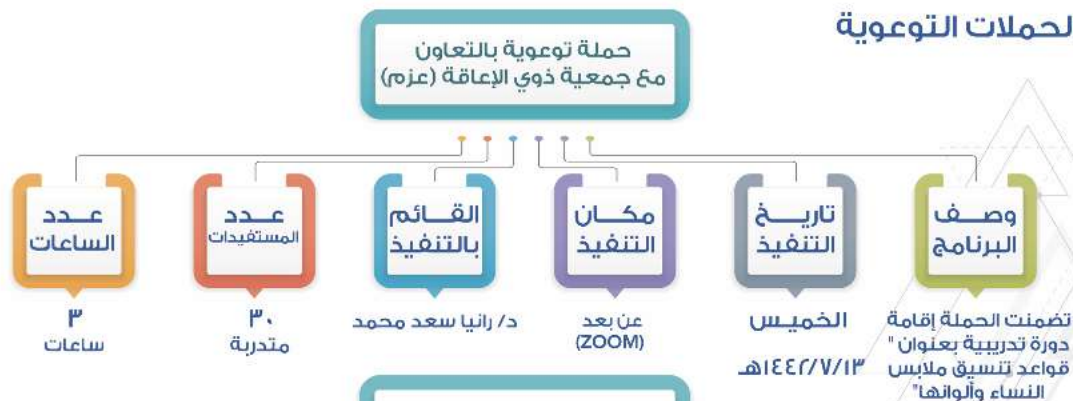 لحملات التوعوية
حملة توعوية بالتعاون
مع جمعية ذوي الإعاقة (عزم)
وصف
البرنامج
تضمنت الحملة إقامة
دورة تدريبية بعنوان "
قواعد تنسيق ملابس
النساء وألوانها"
تاريخ
التنفيذ
الخميس
١٤٤٢/٧/١٣هـ
مكان
التنفيذ
عن بعد
(ZOOM)
القائم
بالتنفيذ
د/ رانيا سعد محمد
عدد
المستفيدات
٣٠
متدربة
عدد
الساعات
٣
ساعات